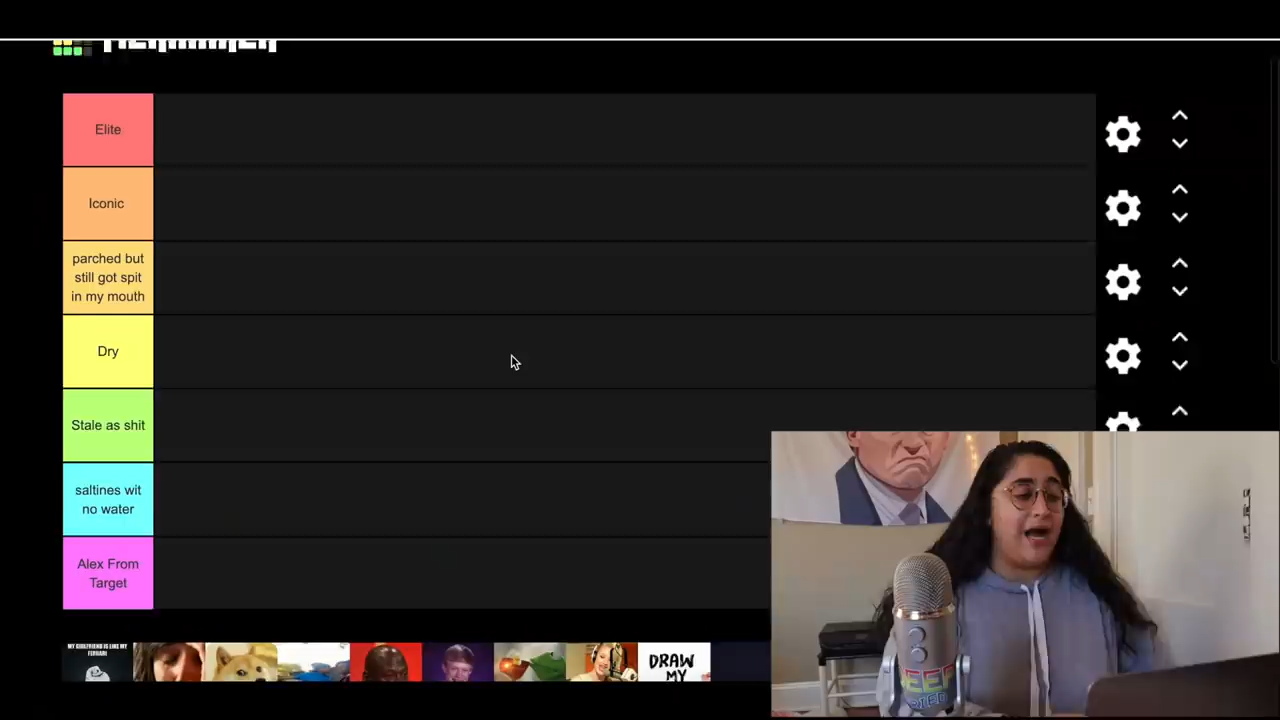 Elite
Iconic
parched but
still got spit
in my mouth
Dry
Stale as shit
saltines wit
no water
Alex From
Target
MY GIRLFRIEND IS LIKE MY
FERRARI
DRAW
MY